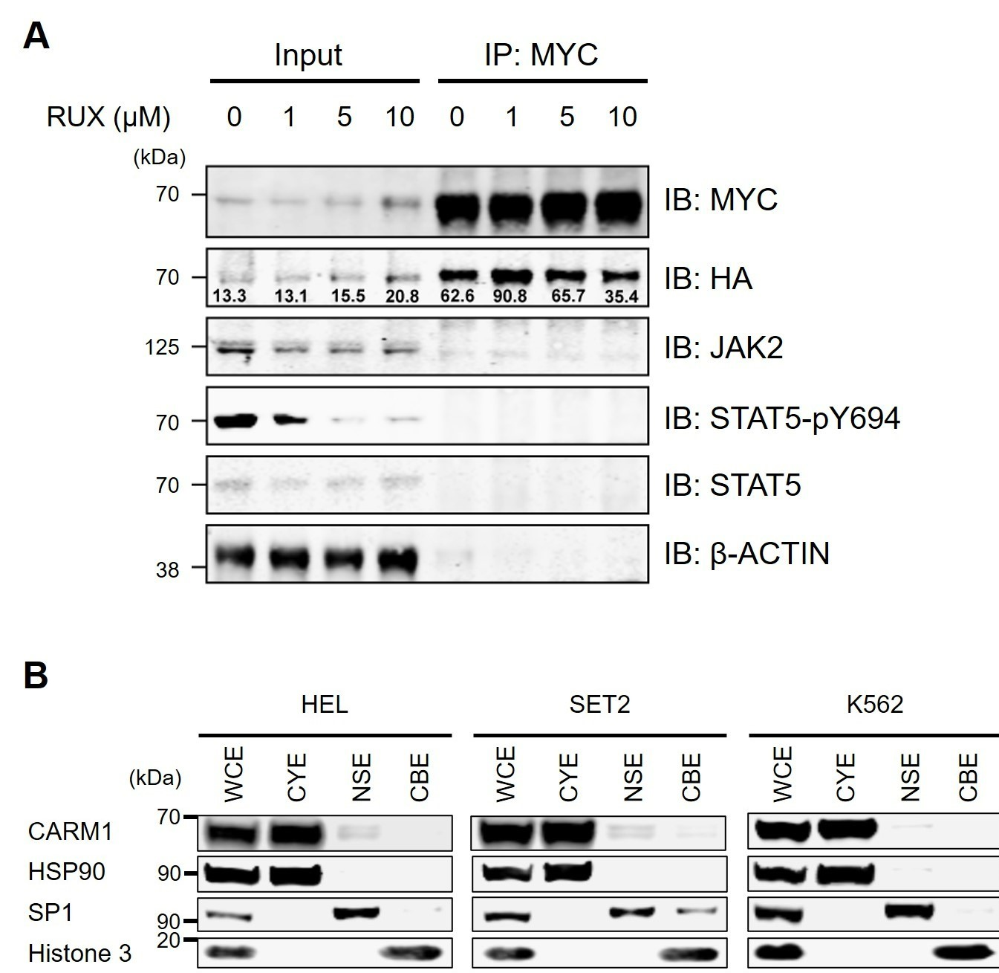 A
Input IP: MYC
RUX (µM) 0 1 5 10 0 1 5 10
(kDa)
70 IB: MYC
70 IB: HA
13.3 13.1 15.5 20.8 62.6 90.8 65.7 35.4
125 IB: JAK2
70 IB: STAT5-pY694
70 IB: STAT5
38 IB: β-ACTIN
B
HEL SET2 K562
(kDa) WCE CYE NSE CBE WCE CYE NSE CBE WCE CYE NSE CBE
CARM1 70
HSP90 90
SP1 90
Histone 3 20